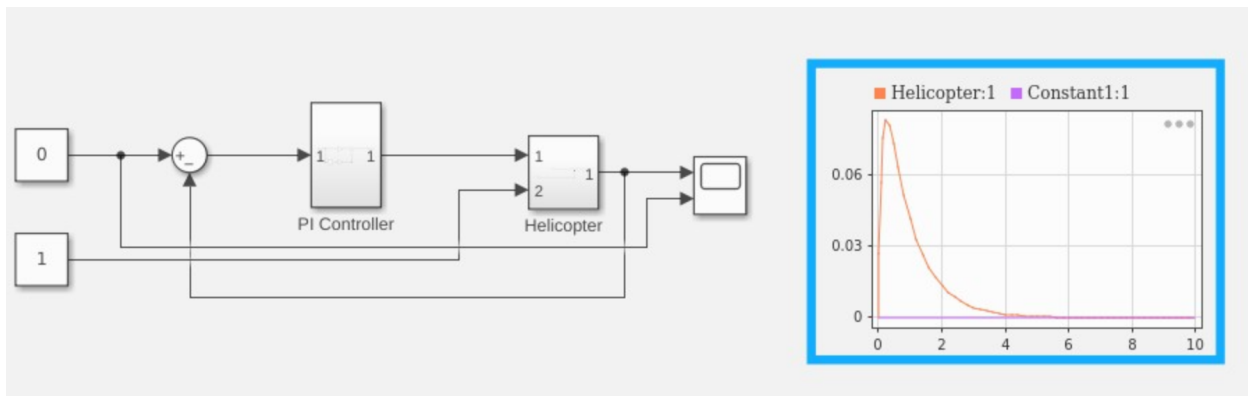 Helicopter:1 Constant1:1
0
+
−
1 1
PI Controller
1
2
1
Helicopter
1
0.06
0.03
0
0 2 4 6 8 10